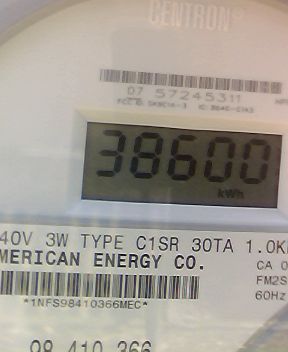 CENTRON®
07 57245311
38600
kWh
40V 3W TYPE C1SR 30TA 1.0K
MERICAN ENERGY CO.
CA 0
FM2S
60Hz
*1NFS98410366MEC*
98 410 366